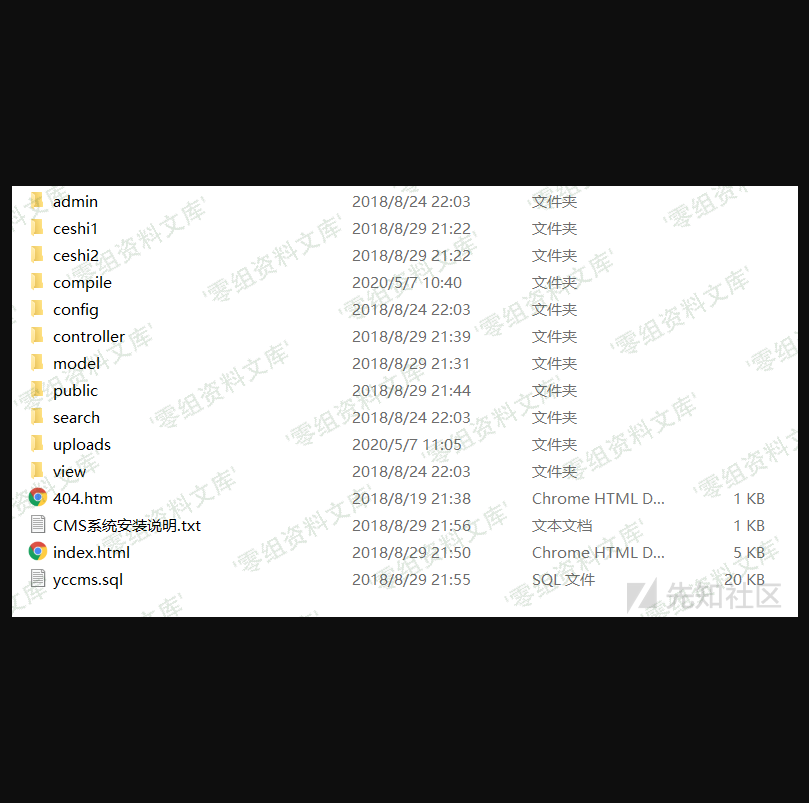 admin 2018/8/24 22:03 文件夹
ceshi1 2018/8/29 21:22 文件夹
ceshi2 2018/8/29 21:22 文件夹
compile 2020/5/7 10:40 文件夹
config 2018/8/24 22:03 文件夹
controller 2018/8/29 21:39 文件夹
model 2018/8/29 21:31 文件夹
public 2018/8/29 21:44 文件夹
search 2018/8/24 22:03 文件夹
uploads 2020/5/7 11:05 文件夹
view 2018/8/24 22:03 文件夹
404.htm 2018/8/19 21:38 Chrome HTML D... 1 KB
CMS系统安装说明.txt 2018/8/29 21:56 文本文档 1 KB
index.html 2018/8/29 21:50 Chrome HTML D... 5 KB
yccms.sql 2018/8/29 21:55 SQL 文件 20 KB
先知社区
'零组资料文库'